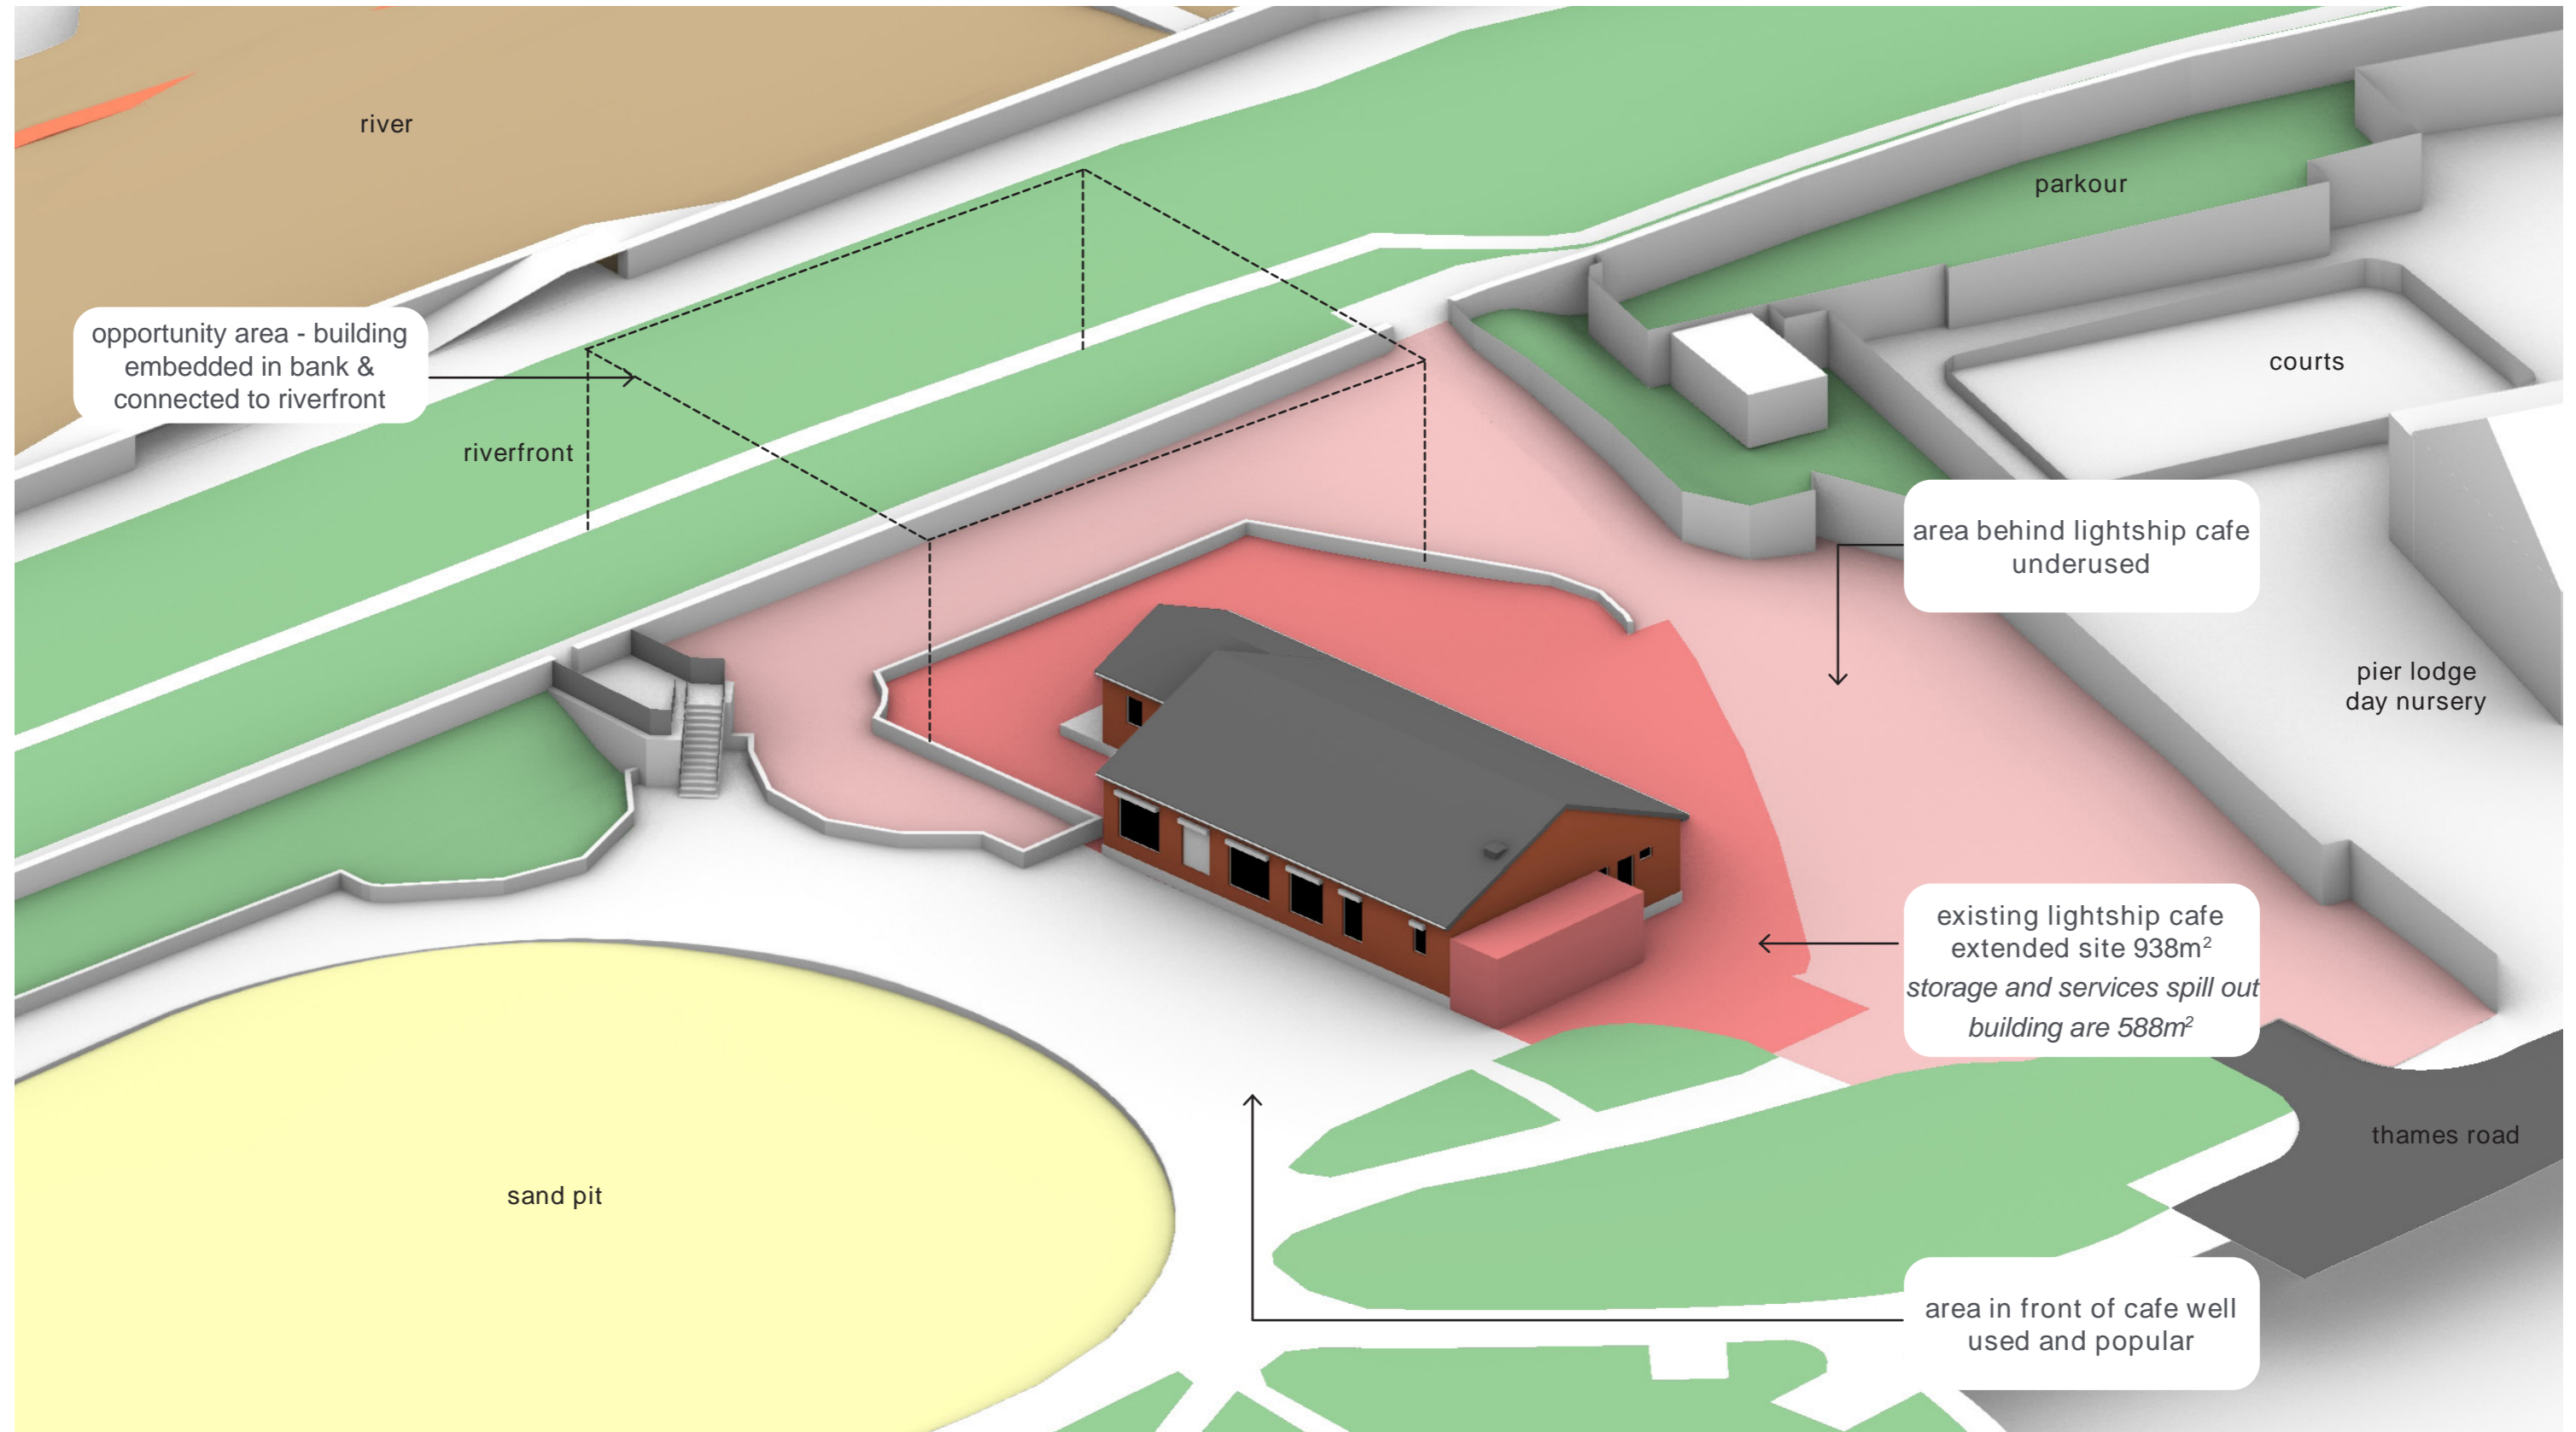 river
parkour
opportunity area - building
embedded in bank &
connected to riverfront
courts
riverfront
area behind lightship cafe
underused
pier lodge
day nursery
existing lightship cafe
extended site 938m²
storage and services spill out
building are 588m²
thames road
sand pit
area in front of cafe well
used and popular